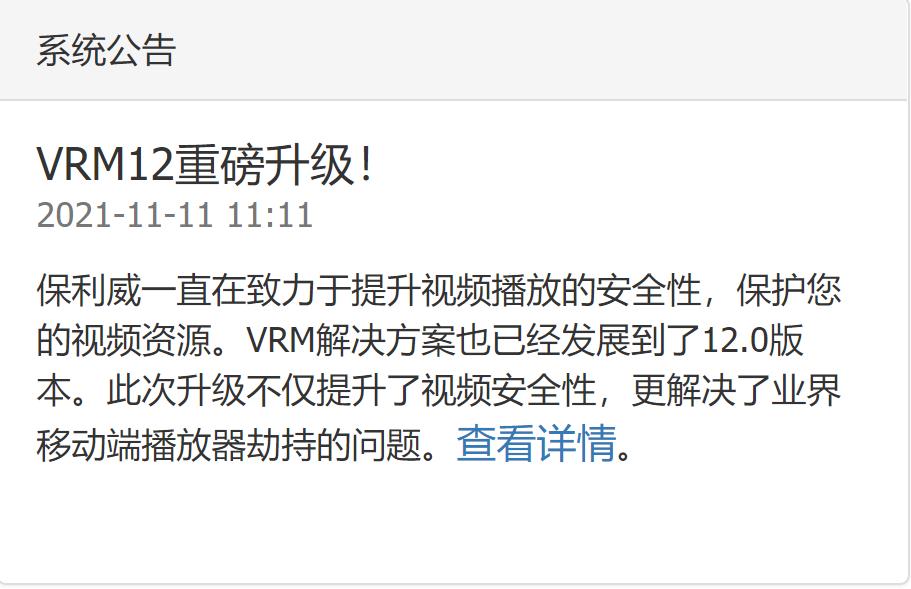 系统公告
VRM12重磅升级！
2021-11-11 11:11
保利威一直在致力于提升视频播放的安全性，保护您
的视频资源。VRM解决方案也已经发展到了12.0版
本。此次升级不仅提升了视频安全性，更解决了业界
移动端播放器劫持的问题。查看详情。